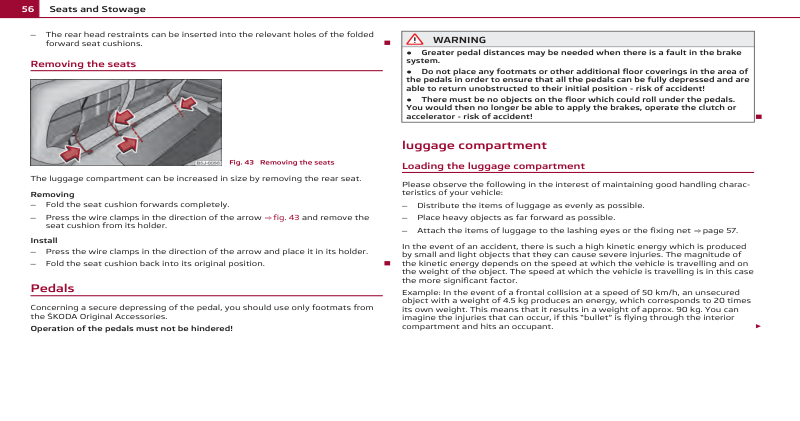 56 Seats and Stowage
– The rear head restraints can be inserted into the relevant holes of the folded
forward seat cushions.
Removing the seats
Fig. 43 Removing the seats
The luggage compartment can be increased in size by removing the rear seat.
Removing
– Fold the seat cushion forwards completely.
– Press the wire clamps in the direction of the arrow ⇒ fig. 43 and remove the
seat cushion from its holder.
Install
– Press the wire clamps in the direction of the arrow and place it in its holder.
– Fold the seat cushion back into its original position.
Pedals
Concerning a secure depressing of the pedal, you should use only footmats from
the ŠKODA Original Accessories.
Operation of the pedals must not be hindered!
WARNING
● Greater pedal distances may be needed when there is a fault in the brake
system.
● Do not place any footmats or other additional floor coverings in the area of
the pedals in order to ensure that all the pedals can be fully depressed and are
able to return unobstructed to their initial position - risk of accident!
● There must be no objects on the floor which could roll under the pedals.
You would then no longer be able to apply the brakes, operate the clutch or
accelerator - risk of accident!
luggage compartment
Loading the luggage compartment
Please observe the following in the interest of maintaining good handling charac-
teristics of your vehicle:
– Distribute the items of luggage as evenly as possible.
– Place heavy objects as far forward as possible.
– Attach the items of luggage to the lashing eyes or the fixing net ⇒ page 57.
In the event of an accident, there is such a high kinetic energy which is produced
by small and light objects that they can cause severe injuries. The magnitude of
the kinetic energy depends on the speed at which the vehicle is travelling and on
the weight of the object. The speed at which the vehicle is travelling is in this case
the more significant factor.
Example: In the event of a frontal collision at a speed of 50 km/h, an unsecured
object with a weight of 4.5 kg produces an energy, which corresponds to 20 times
its own weight. This means that it results in a weight of approx. 90 kg. You can
imagine the injuries that can occur, if this "bullet" is flying through the interior
compartment and hits an occupant.